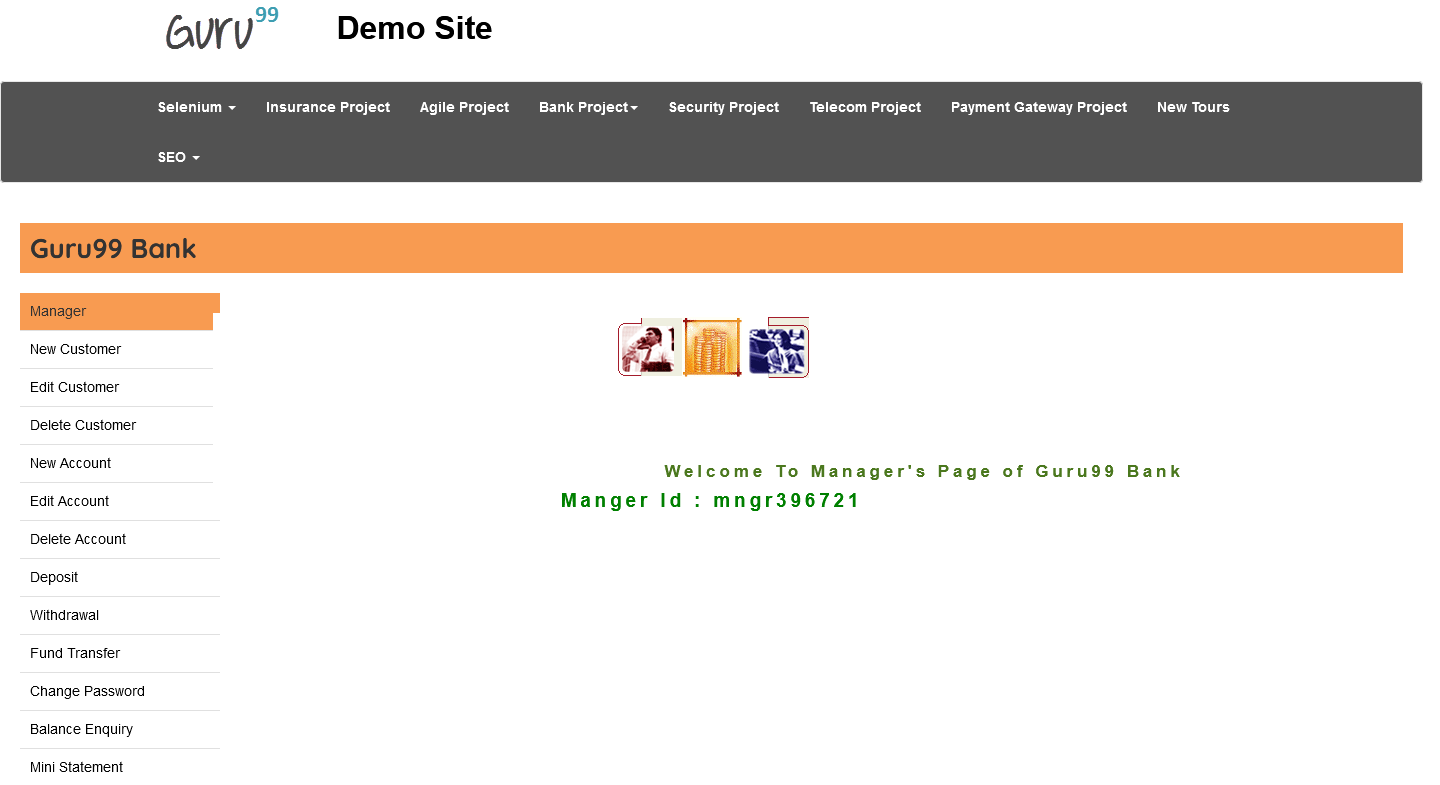 Guru99
Demo Site
Selenium Insurance Project Agile Project Bank Project Security Project Telecom Project Payment Gateway Project New Tours
SEO
Guru99 Bank
Manager
New Customer
Edit Customer
Delete Customer
New Account
Edit Account
Delete Account
Deposit
Withdrawal
Fund Transfer
Change Password
Balance Enquiry
Mini Statement
Welcome To Manager's Page of Guru99 Bank
Manger Id : mngr396721